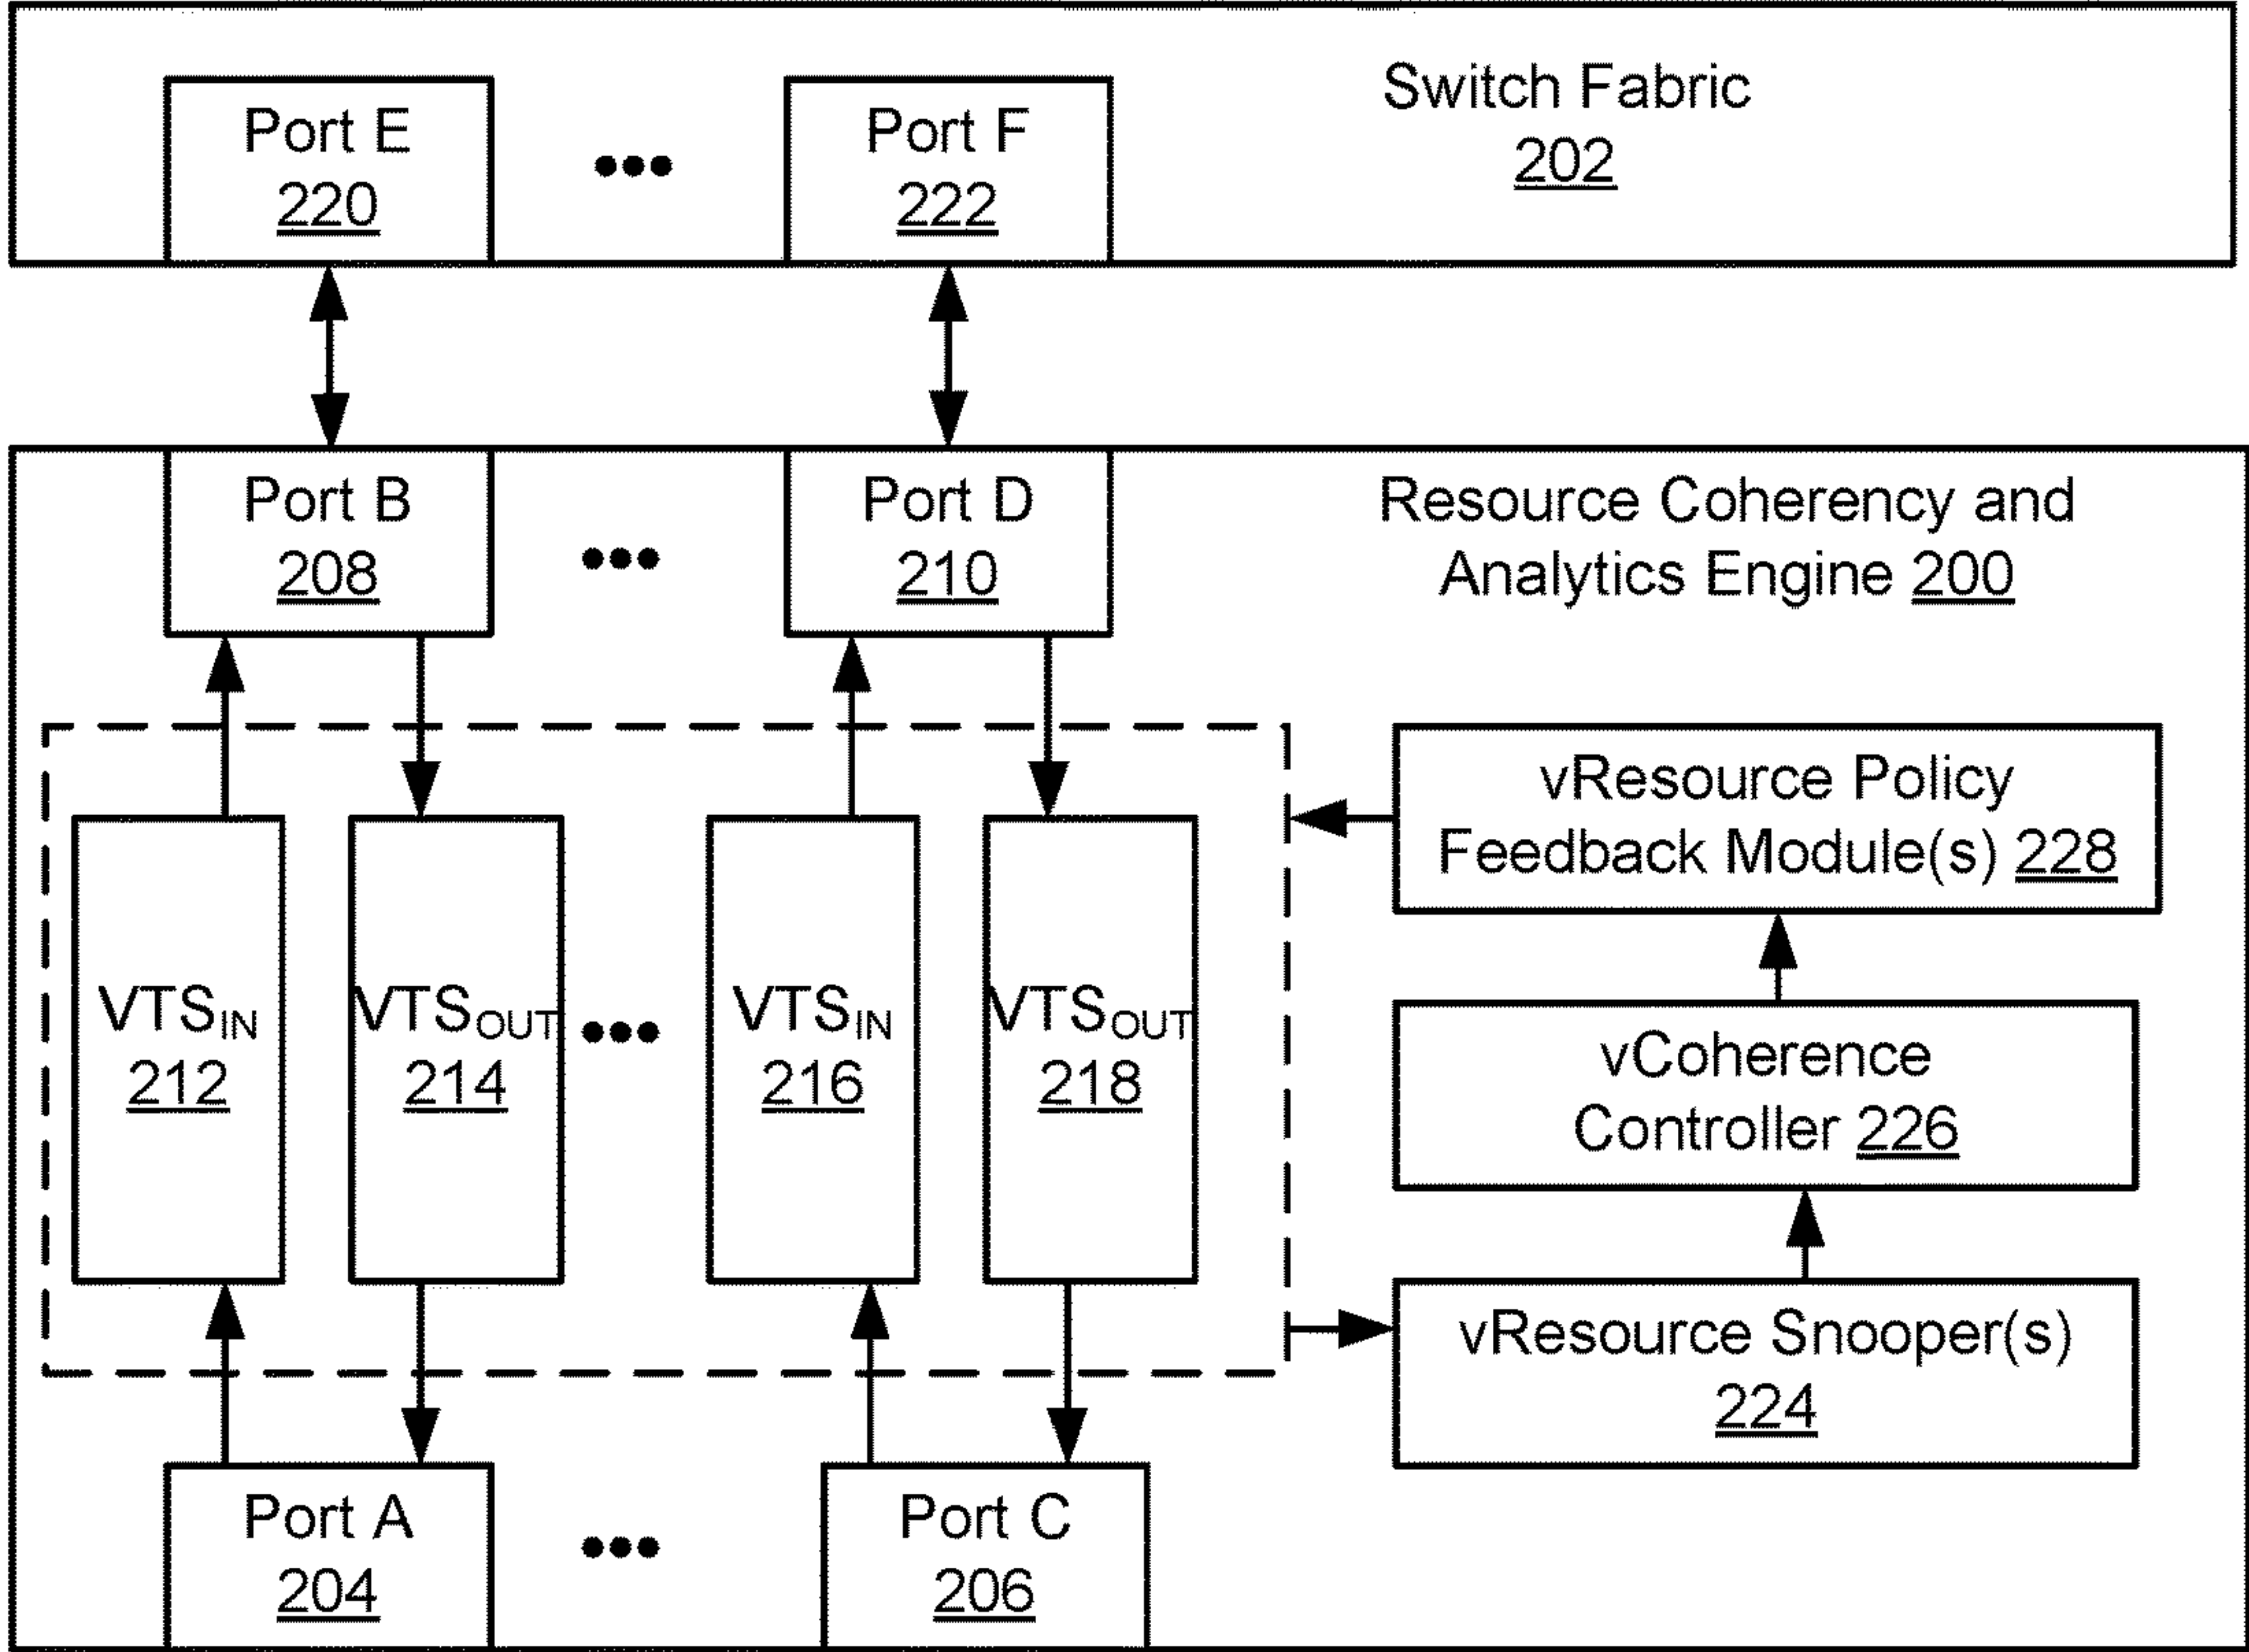 Port E
220
Port F
222
Switch Fabric
202
Port B
208
Port D
210
Resource Coherency and
Analytics Engine 200
VTSIN
212
VTSOUT
214
VTSIN
216
VTSOUT
218
vResource Policy
Feedback Module(s) 228
vCoherence
Controller 226
vResource Snooper(s)
224
Port A
204
Port C
206